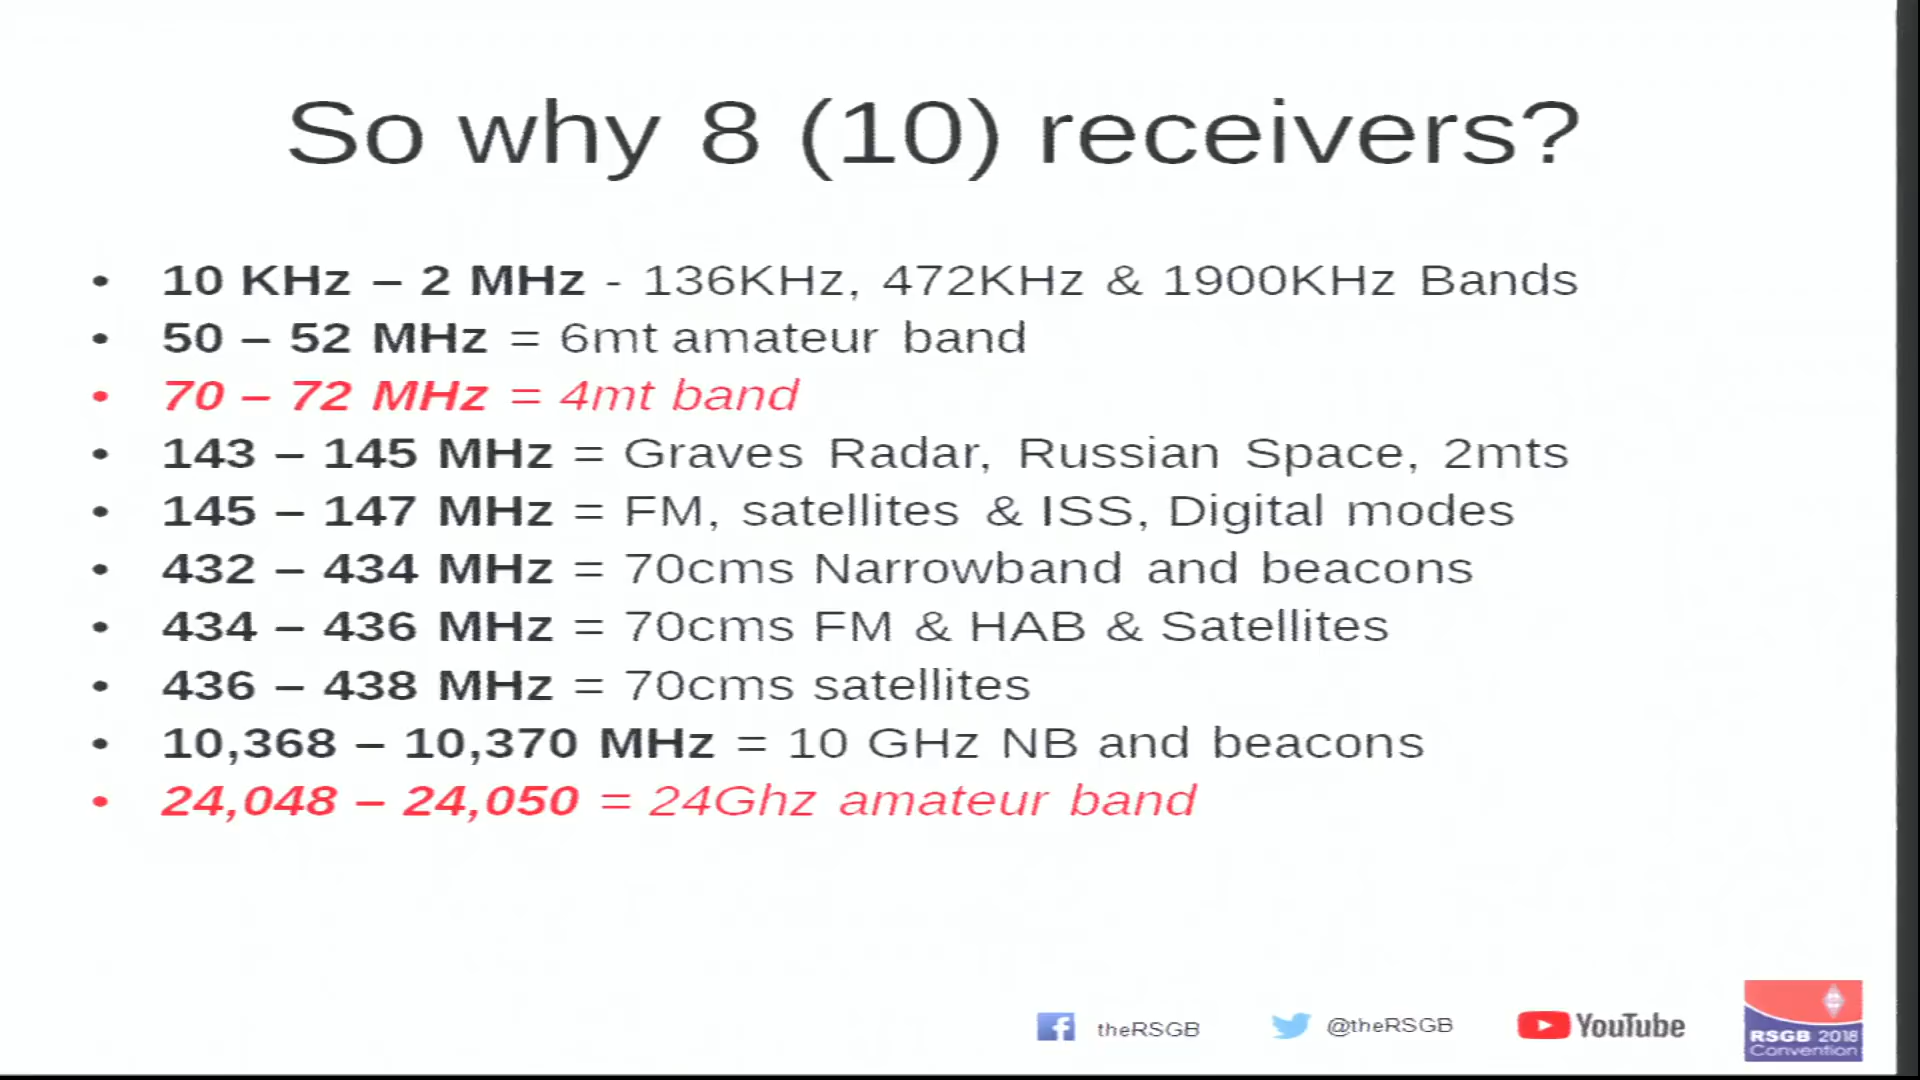 So why 8 (10) receivers?
• 10 KHz – 2 MHz - 136KHz, 472KHz & 1900KHz Bands
• 50 – 52 MHz = 6mt amateur band
• 70 – 72 MHz = 4mt band
• 143 – 145 MHz = Graves Radar, Russian Space, 2mts
• 145 – 147 MHz = FM, satellites & ISS, Digital modes
• 432 – 434 MHz = 70cms Narrowband and beacons
• 434 – 436 MHz = 70cms FM & HAB & Satellites
• 436 – 438 MHz = 70cms satellites
• 10,368 – 10,370 MHz = 10 GHz NB and beacons
• 24,048 – 24,050 = 24Ghz amateur band
theRSGB @theRSGB YouTube
RSGB 2018
Convention